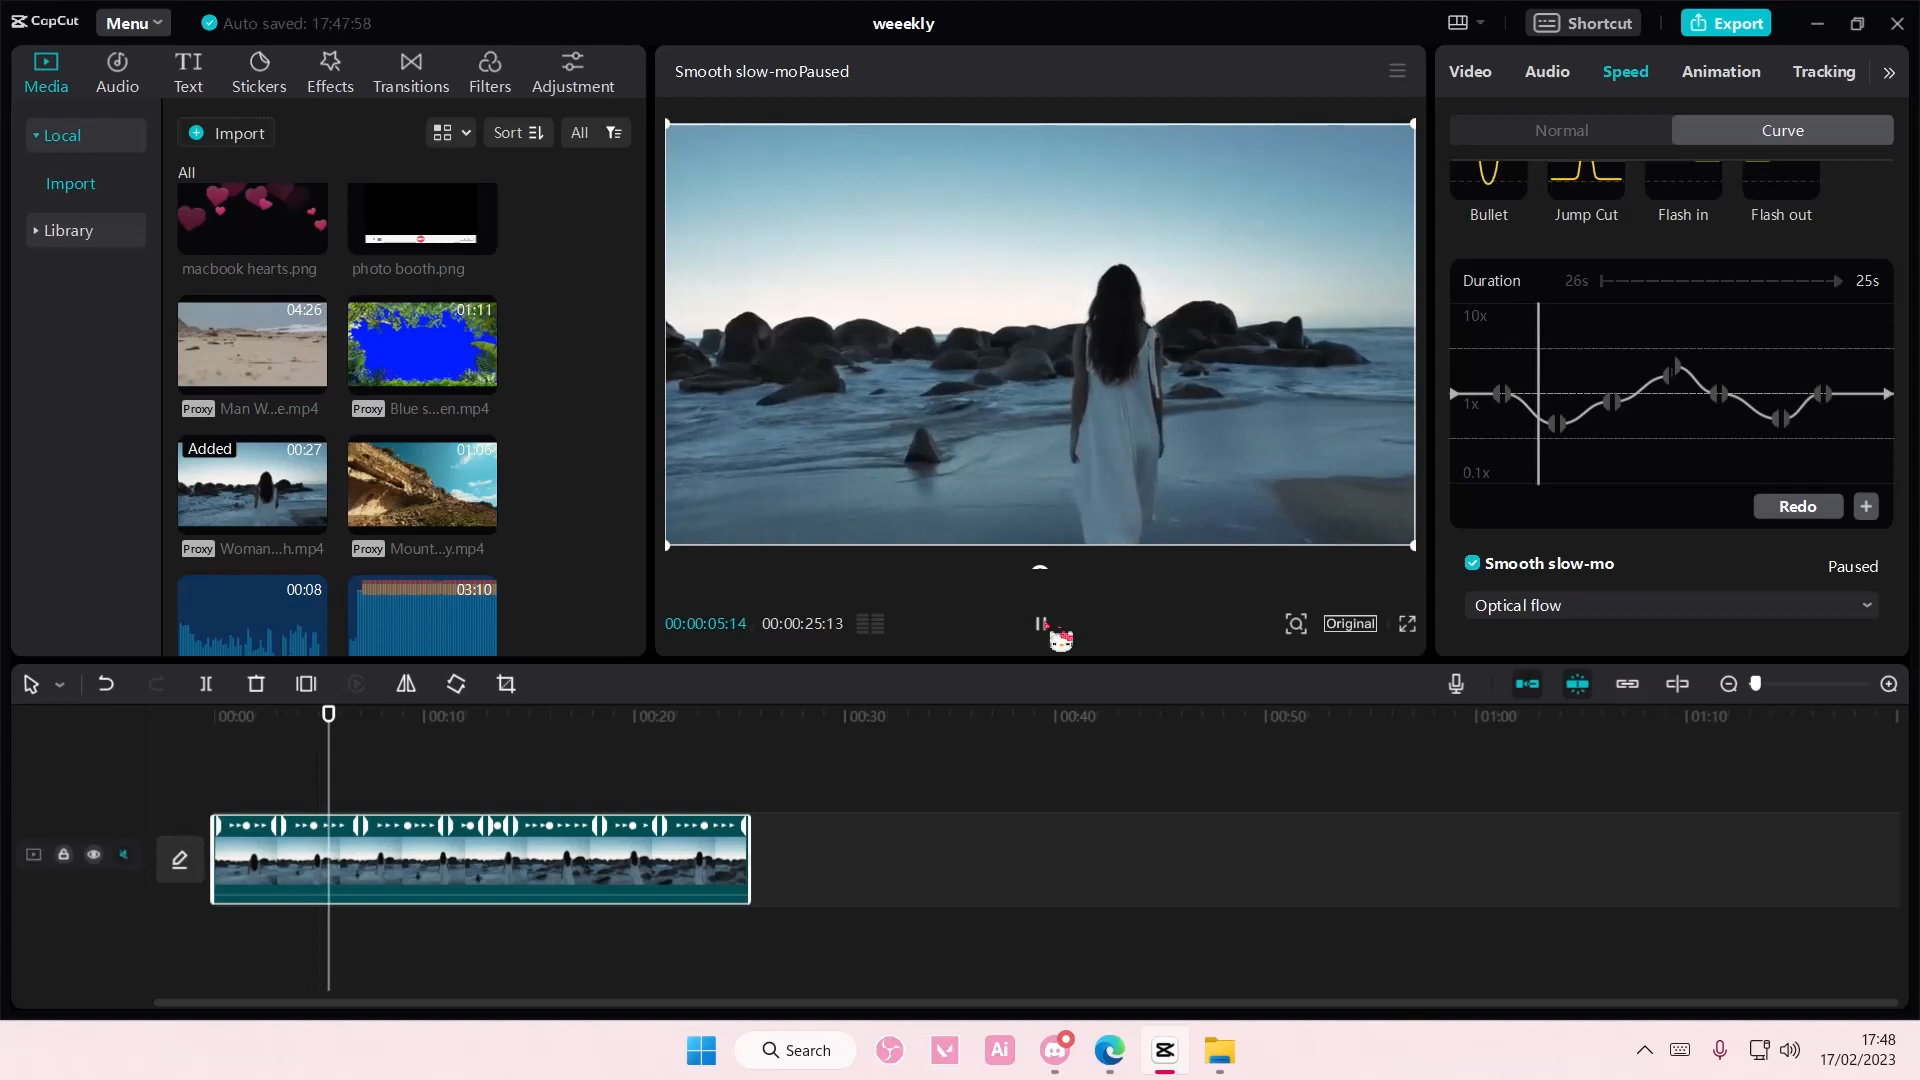 CapCut
Menu
Auto saved: 17:47:58
weeekly
Shortcut
Export
Media
Audio
Text
Stickers
Effects
Transitions
Filters
Adjustment
Smooth slow-moPaused
Video
Audio
Speed
Animation
Tracking
Local
Import
Library
Import
Sort
All
All
macbook hearts.png
photo booth.png
04:26
01:11
Proxy Man W...e.mp4
Proxy Blue s...en.mp4
Added
00:27
01:06
Proxy Woman...h.mp4
Proxy Mount...y.mp4
00:08
03:10
00:00:05:14
00:00:25:13
Original
Normal
Curve
Bullet
Jump Cut
Flash in
Flash out
Duration
26s
25s
10x
1x
0.1x
Redo
Smooth slow-mo
Paused
Optical flow
00:00
00:10
00:20
00:30
00:40
00:50
01:00
01:10
Search
Ai
17:48
17/02/2023